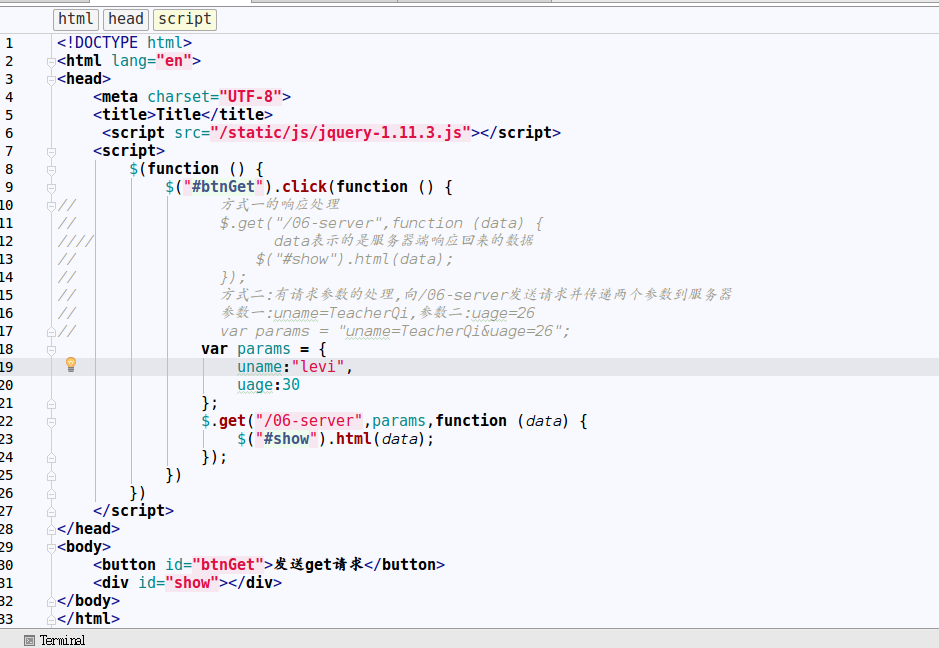 html head script
1 <!DOCTYPE html>
2 <html lang="en">
3 <head>
4     <meta charset="UTF-8">
5     <title>Title</title>
6      <script src="/static/js/jquery-1.11.3.js"></script>
7     <script>
8         $(function () {
9             $("#btnGet").click(function () {
10 //                方式一的响应处理
11 //                $.get("/06-server",function (data) {
12 ////                    data表示的是服务器端响应回来的数据
13 //                    $("#show").html(data);
14 //                });
15 //                方式二:有请求参数的处理,向/06-server发送请求并传递两个参数到服务器
16 //                参数一:uname=TeacherQi,参数二:uage=26
17 //                var params = "uname=TeacherQi&uage=26";
18                 var params = {
19                     uname:"levi",
20                     uage:30
21                 };
22                 $.get("/06-server",params,function (data) {
23                     $("#show").html(data);
24                 });
25             })
26         })
27     </script>
28 </head>
29 <body>
30     <button id="btnGet">发送get请求</button>
31     <div id="show"></div>
32 </body>
33 </html>
Terminal